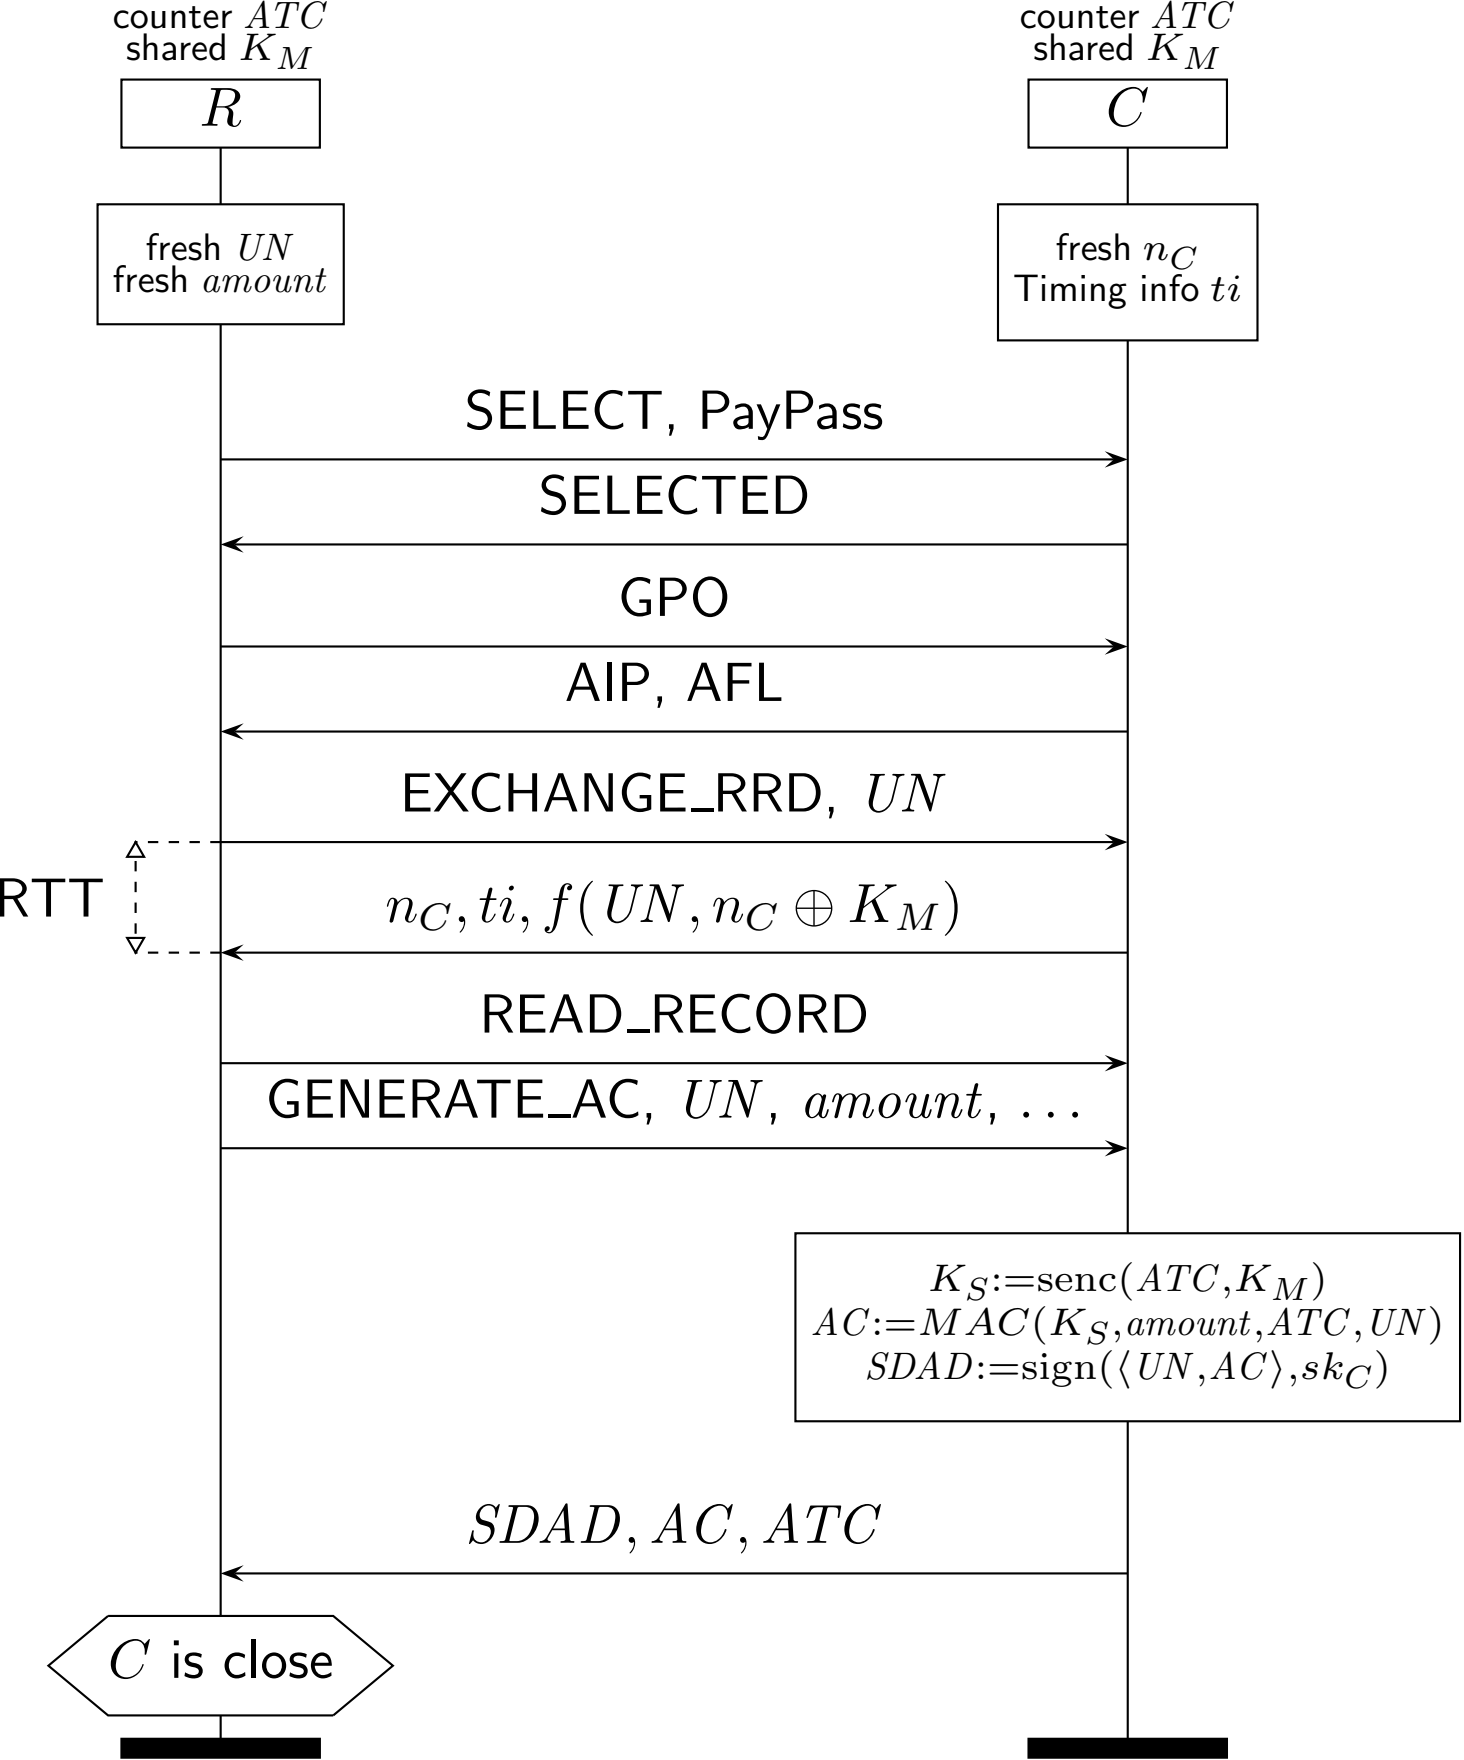 counter ATC
shared K_M
R
counter ATC
shared K_M
C
fresh UN
fresh amount
fresh n_C
Timing info ti
SELECT, PayPass
SELECTED
GPO
AIP, AFL
EXCHANGE_RRD, UN
RTT
n_C, ti, f(UN, n_C ⊕ K_M)
READ_RECORD
GENERATE_AC, UN, amount, ...
K_S:=senc(ATC,K_M)
AC:=MAC(K_S,amount,ATC,UN)
SDAD:=sign(⟨UN,AC⟩,sk_C)
SDAD, AC, ATC
C is close